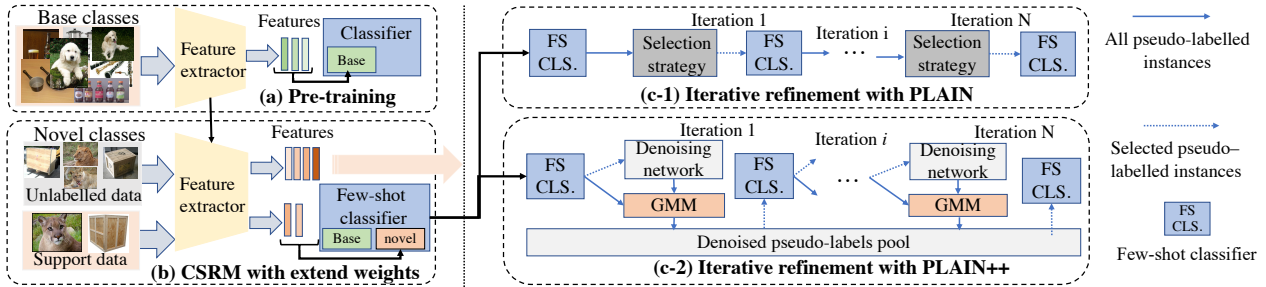 Base classes
Feature
extractor
Features
Classifier
Base
(a) Pre-training
Novel classes
Unlabelled data
Support data
Feature
extractor
Features
Few-shot
classifier
Base
novel
(b) CSRM with extend weights
FS
CLS.
Iteration 1
Selection
strategy
FS
CLS.
Iteration i
...
Iteration N
Selection
strategy
FS
CLS.
(c-1) Iterative refinement with PLAIN
FS
CLS.
Iteration 1
Denoising
network
GMM
FS
CLS.
Iteration i
...
Iteration N
Denoising
network
GMM
FS
CLS.
Denoised pseudo-labels pool
(c-2) Iterative refinement with PLAIN++
All pseudo-labelled
instances
Selected pseudo–
labelled instances
FS
CLS.
Few-shot classifier